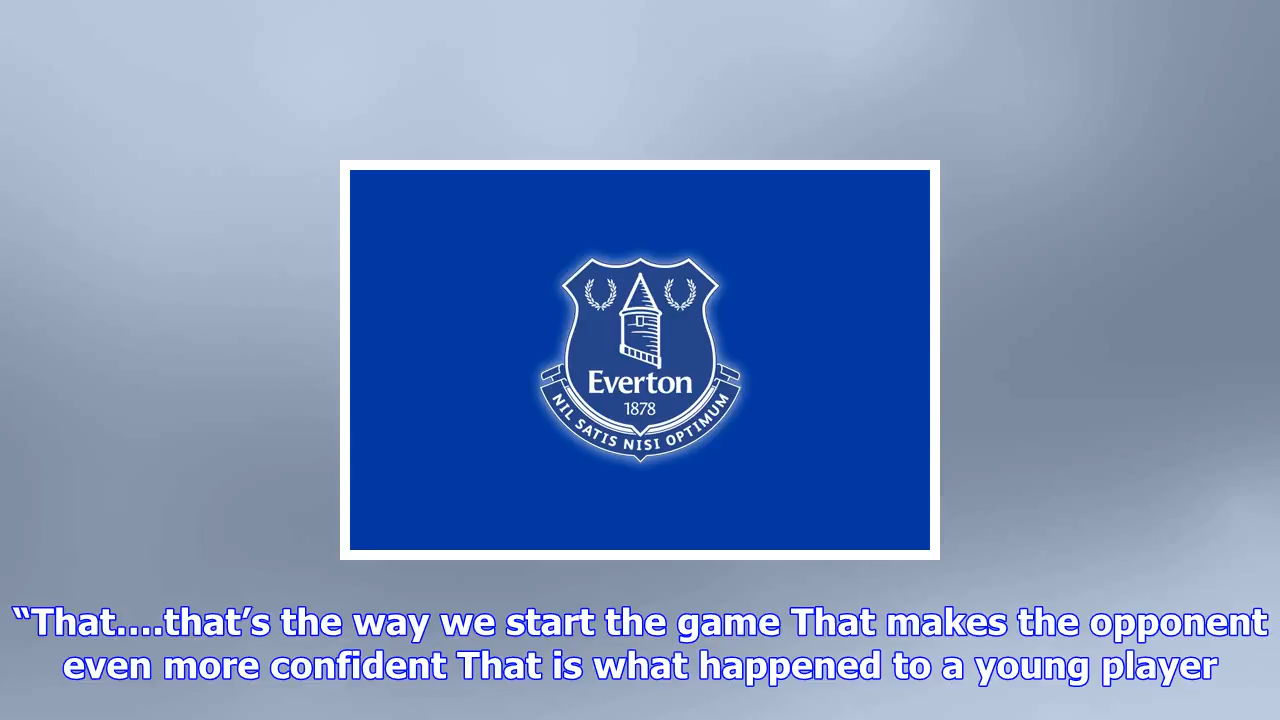 Everton
1878
NIL SATIS NISI OPTIMUM
“That....that’s the way we start the game That makes the opponent
even more confident That is what happened to a young player